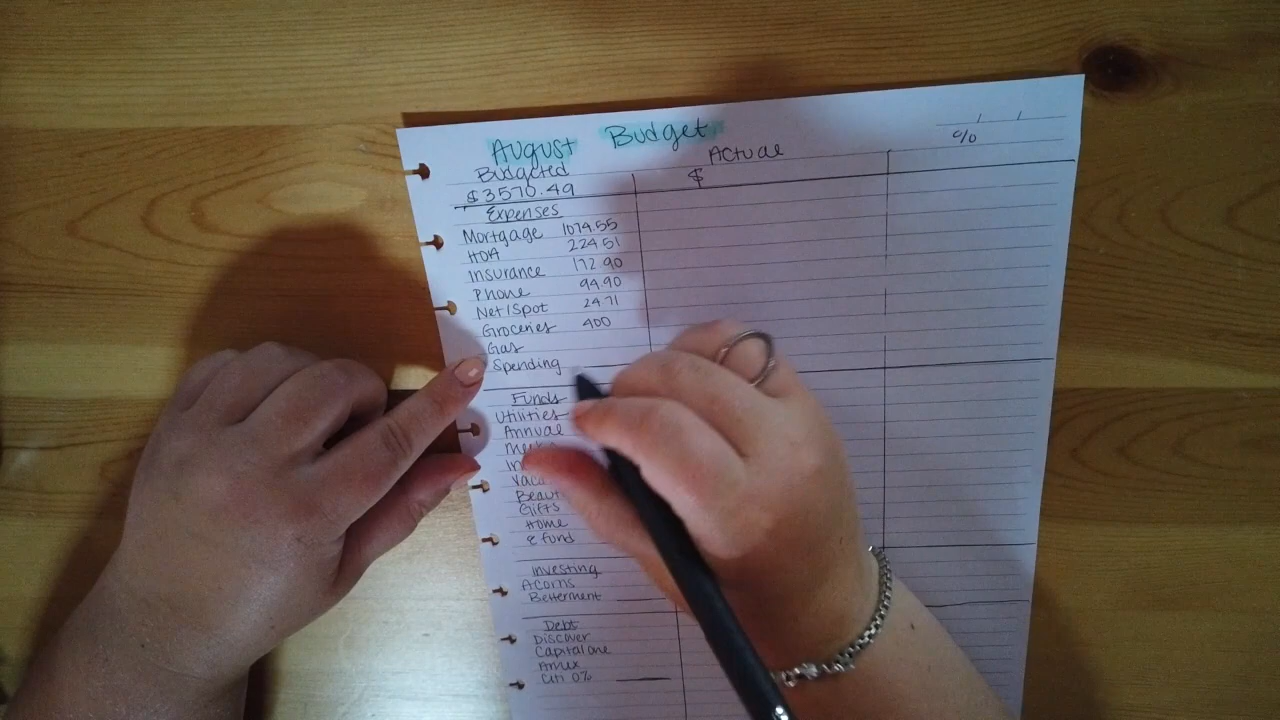 August Budget
/ /
Budgeted Actual %
$3570.49 $
Expenses
Mortgage 1074.55
HOA 224.51
Insurance 172.90
Phone 94.90
Net/Spot 24.71
Groceries 400
Gas
Spending
Funds
Utilities
Annual
Gifts
Home
e fund
Investing
Acorns
Betterment
Debt
Discover
Capital one
Amex
Citi 0%